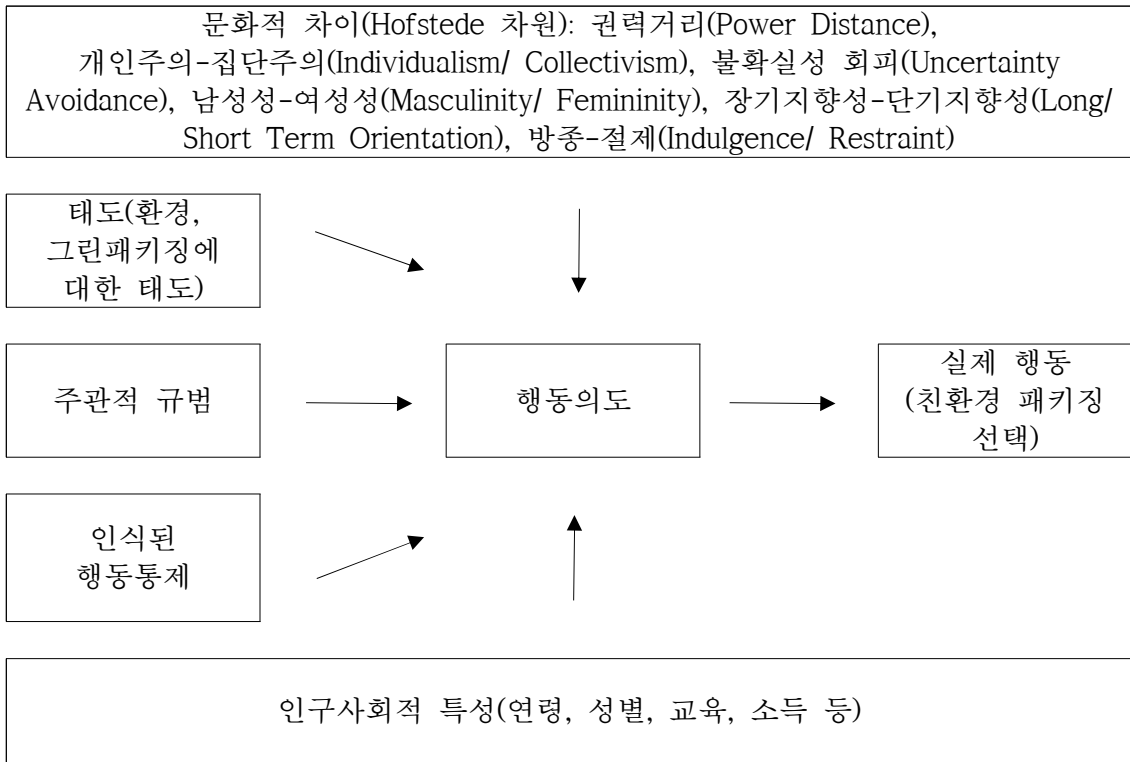 문화적 차이(Hofstede 차원): 권력거리(Power Distance),
개인주의-집단주의(Individualism/ Collectivism), 불확실성 회피(Uncertainty
Avoidance), 남성성-여성성(Masculinity/ Femininity), 장기지향성-단기지향성(Long/
Short Term Orientation), 방종-절제(Indulgence/ Restraint)
태도(환경,
그린패키징에
대한 태도)
주관적 규범
행동의도
실제 행동
(친환경 패키징
선택)
인식된
행동통제
인구사회적 특성(연령, 성별, 교육, 소득 등)